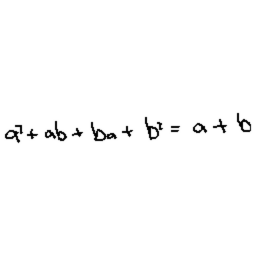 a² + ab + ba + b² = a + b